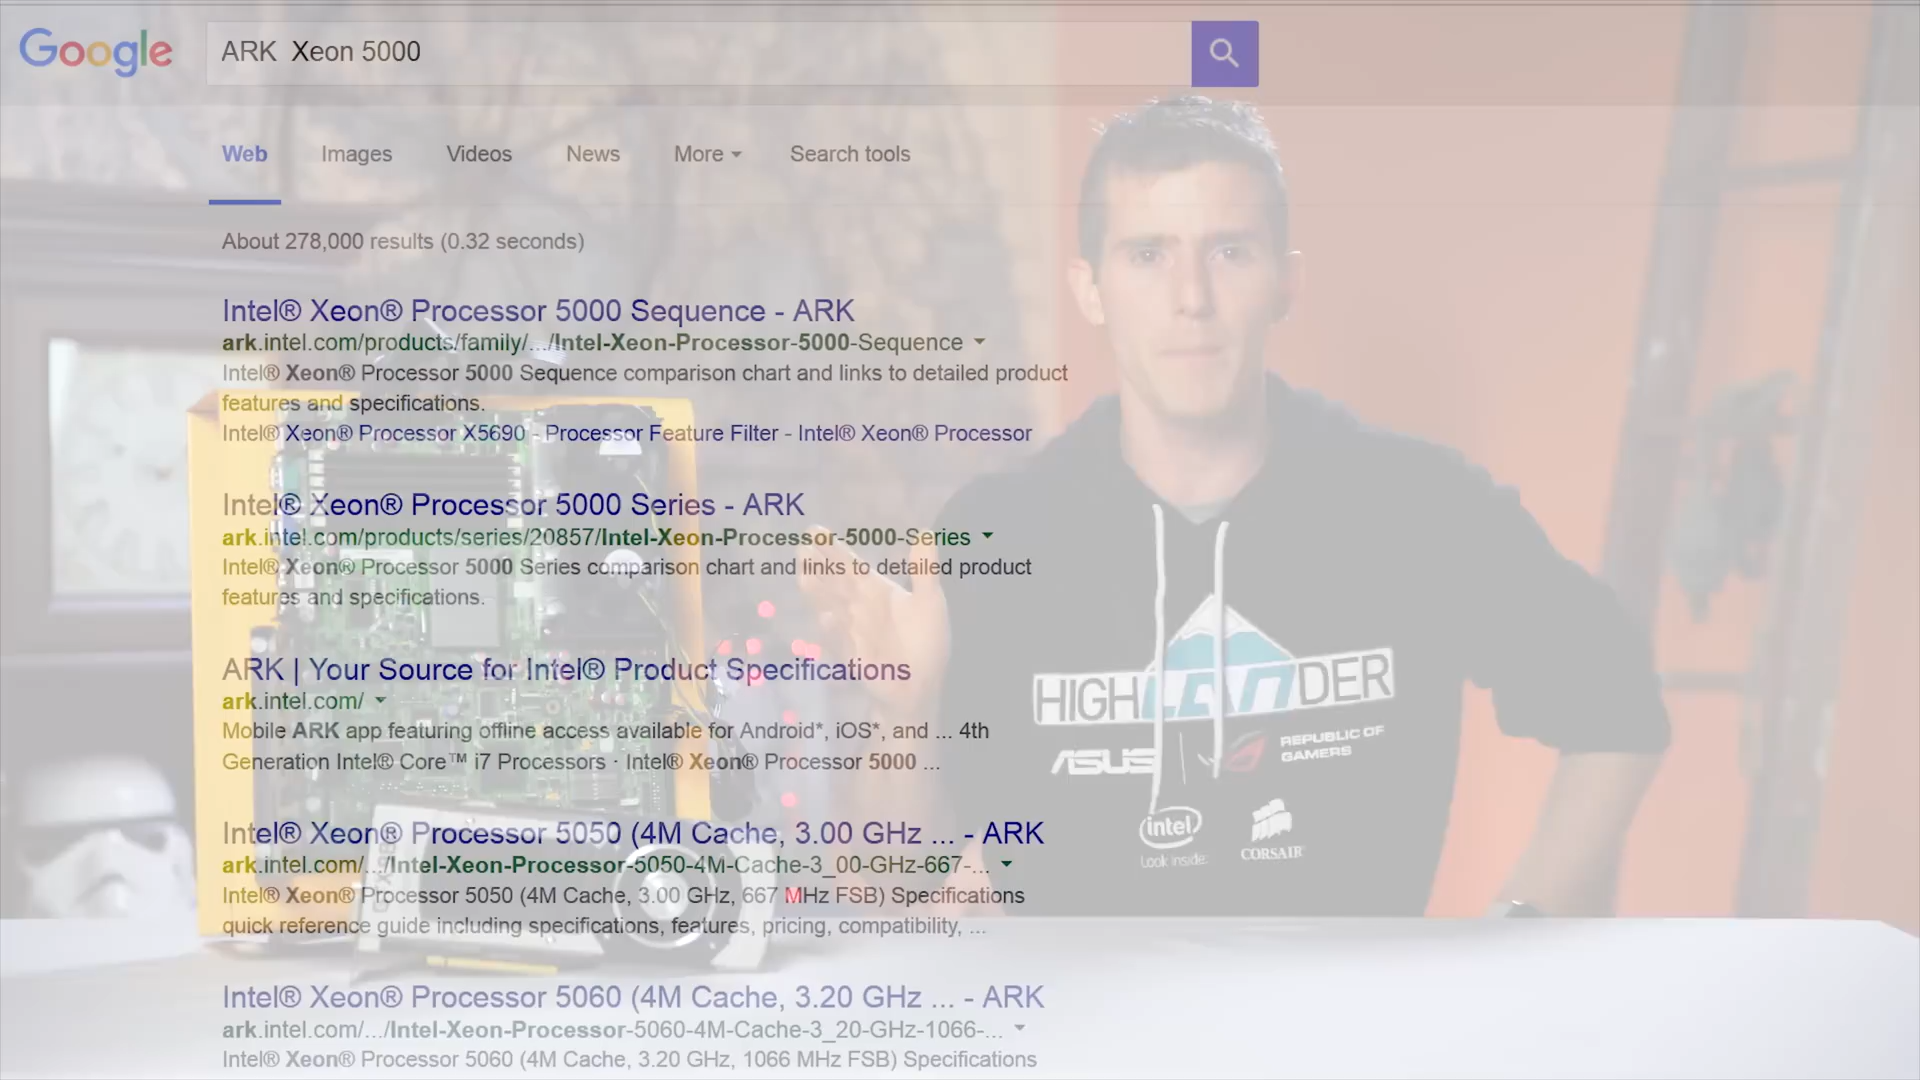 Google
ARK  Xeon 5000
Web Images Videos News More Search tools
About 278,000 results (0.32 seconds)
Intel® Xeon® Processor 5000 Sequence - ARK
ark.intel.com/products/family/.../Intel-Xeon-Processor-5000-Sequence
Intel® Xeon® Processor 5000 Sequence comparison chart and links to detailed product
features and specifications.
Intel® Xeon® Processor X5690 - Processor Feature Filter - Intel® Xeon® Processor
Intel® Xeon® Processor 5000 Series - ARK
ark.intel.com/products/series/20857/Intel-Xeon-Processor-5000-Series
Intel® Xeon® Processor 5000 Series comparison chart and links to detailed product
features and specifications.
ARK | Your Source for Intel® Product Specifications
ark.intel.com/
Mobile ARK app featuring offline access available for Android*, iOS*, and ... 4th
Generation Intel® Core™ i7 Processors · Intel® Xeon® Processor 5000 ...
Intel® Xeon® Processor 5050 (4M Cache, 3.00 GHz ... - ARK
ark.intel.com/.../Intel-Xeon-Processor-5050-4M-Cache-3_00-GHz-667-...
Intel® Xeon® Processor 5050 (4M Cache, 3.00 GHz, 667 MHz FSB) Specifications
quick reference guide including specifications, features, pricing, compatibility, ...
Intel® Xeon® Processor 5060 (4M Cache, 3.20 GHz ... - ARK
ark.intel.com/.../Intel-Xeon-Processor-5060-4M-Cache-3_20-GHz-1066-...
Intel® Xeon® Processor 5060 (4M Cache, 3.20 GHz, 1066 MHz FSB) Specifications
HIGHLANDER
ASUS
REPUBLIC OF
GAMERS
intel
Look inside.
CORSAIR